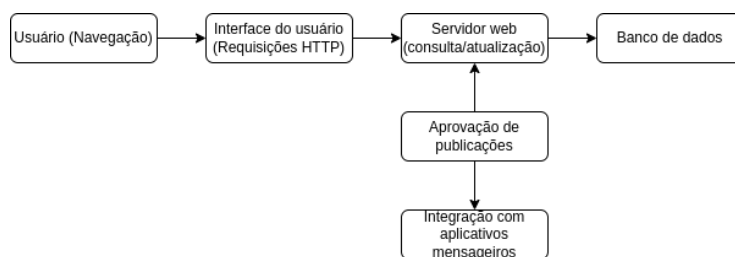 Usuário (Navegação)
Interface do usuário
(Requisições HTTP)
Servidor web
(consulta/atualização)
Banco de dados
Aprovação de
publicações
Integração com
aplicativos
mensageiros